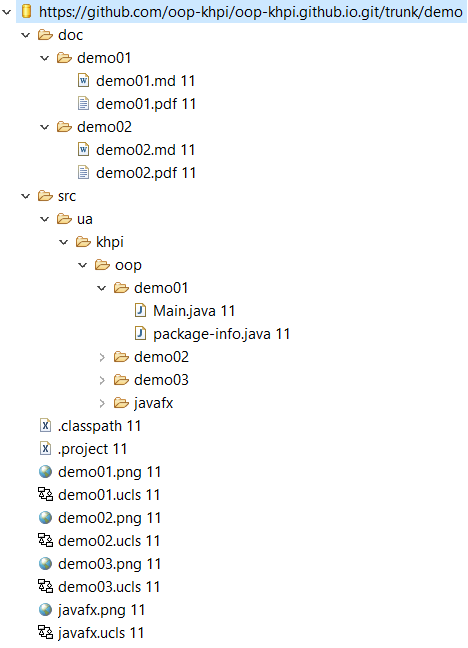 https://github.com/oop-khpi/oop-khpi.github.io.git/trunk/demo
doc
demo01
demo01.md 11
demo01.pdf 11
demo02
demo02.md 11
demo02.pdf 11
src
ua
khpi
oop
demo01
Main.java 11
package-info.java 11
demo02
demo03
javafx
.classpath 11
.project 11
demo01.png 11
demo01.ucls 11
demo02.png 11
demo02.ucls 11
demo03.png 11
demo03.ucls 11
javafx.png 11
javafx.ucls 11